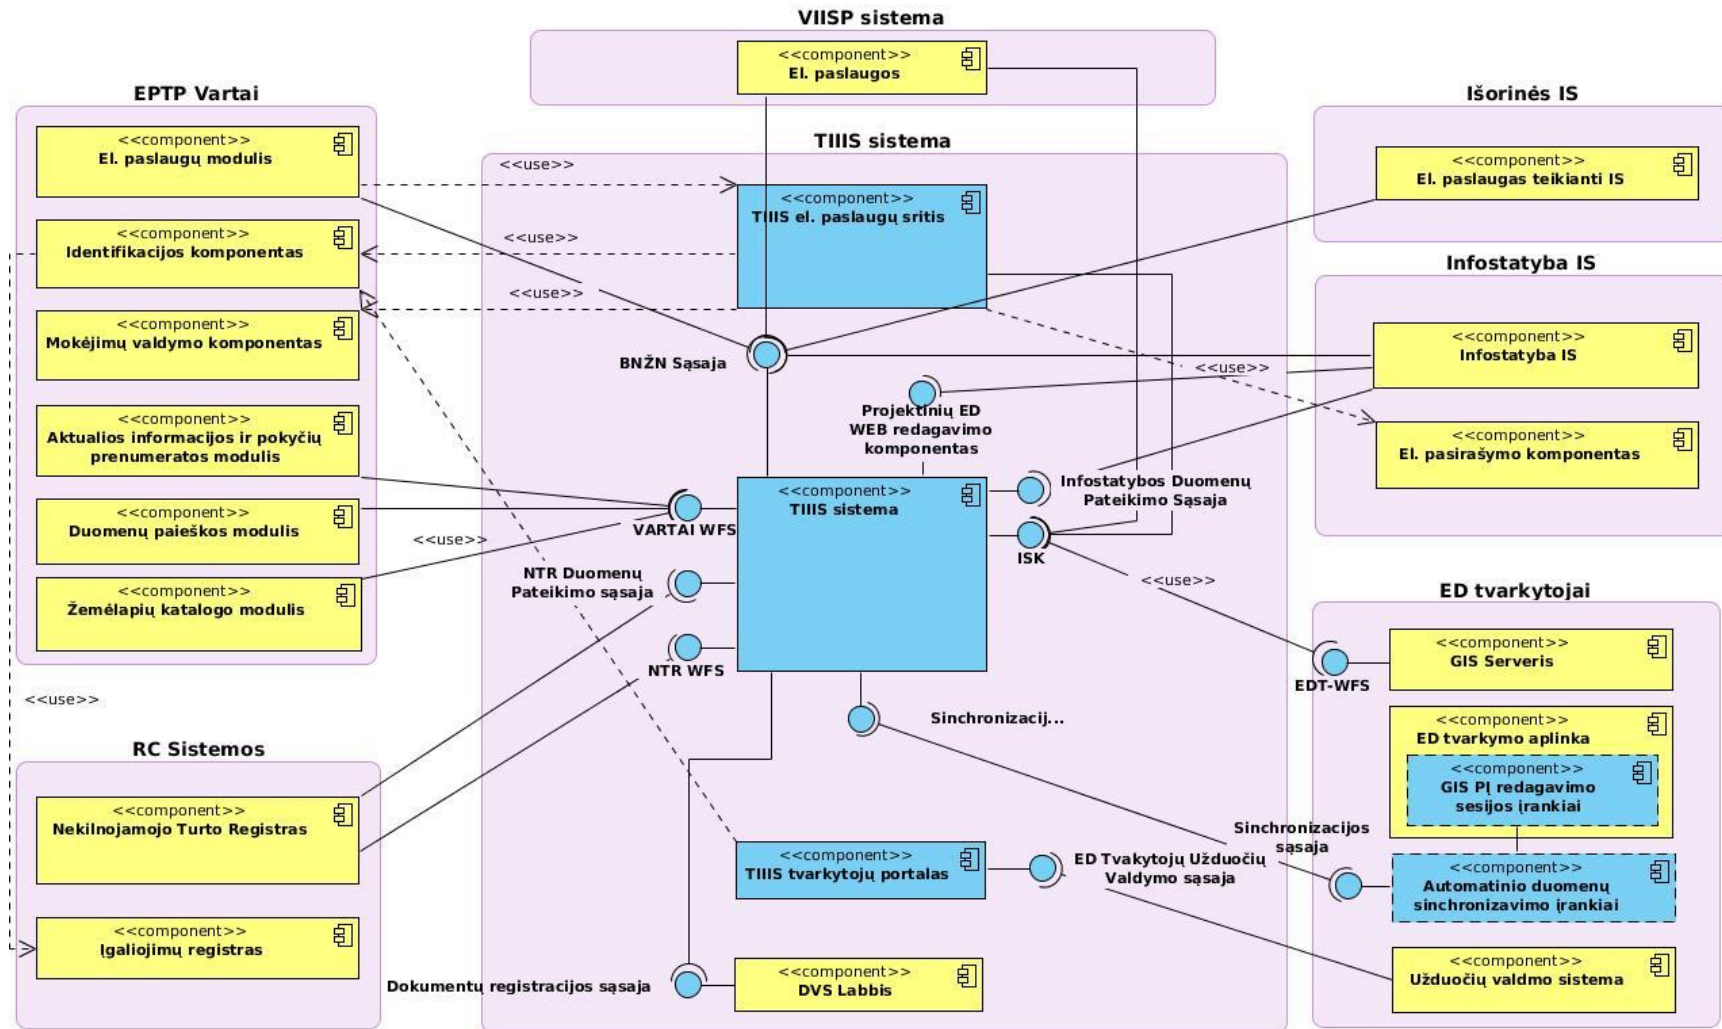 VIISP sistema
<<component>>
El. paslaugos
EPTP Vartai
<<component>>
El. paslaugų modulis
<<component>>
Identifikacijos komponentas
<<component>>
Mokėjimų valdymo komponentas
<<component>>
Aktualios informacijos ir pokyčių
prenumeratos modulis
<<component>>
Duomenų paieškos modulis
<<component>>
Žemėlapių katalogo modulis
<<use>>
RC Sistemos
<<component>>
Nekilnojamojo Turto Registras
<<component>>
Įgaliojimų registras
TIIIS sistema
<<use>>
<<component>>
TIIIS el. paslaugų sritis
<<use>>
<<use>>
BNŽN Sąsaja
Projektinių ED
WEB redagavimo
komponentas
<<component>>
TIIIS sistema
VARTAI WFS
<<use>>
NTR Duomenų
Pateikimo sąsaja
NTR WFS
Infostatybos Duomenų
Pateikimo Sąsaja
ISK
Sinchronizacij...
<<component>>
TIIIS tvarkytojų portalas
ED Tvakytojų Užduočių
Valdymo sąsaja
Dokumentų registracijos sąsaja
<<component>>
DVS Labbis
Išorinės IS
<<component>>
El. paslaugas teikianti IS
Infostatyba IS
<<component>>
Infostatyba IS
<<use>>
<<component>>
El. pasirašymo komponentas
<<use>>
ED tvarkytojai
<<component>>
GIS Serveris
EDT-WFS
<<component>>
ED tvarkymo aplinka
<<component>>
GIS PĮ redagavimo
sesijos įrankiai
Sinchronizacijos
sąsaja
<<component>>
Automatinio duomenų
sinchronizavimo įrankiai
<<component>>
Užduočių valdmo sistema